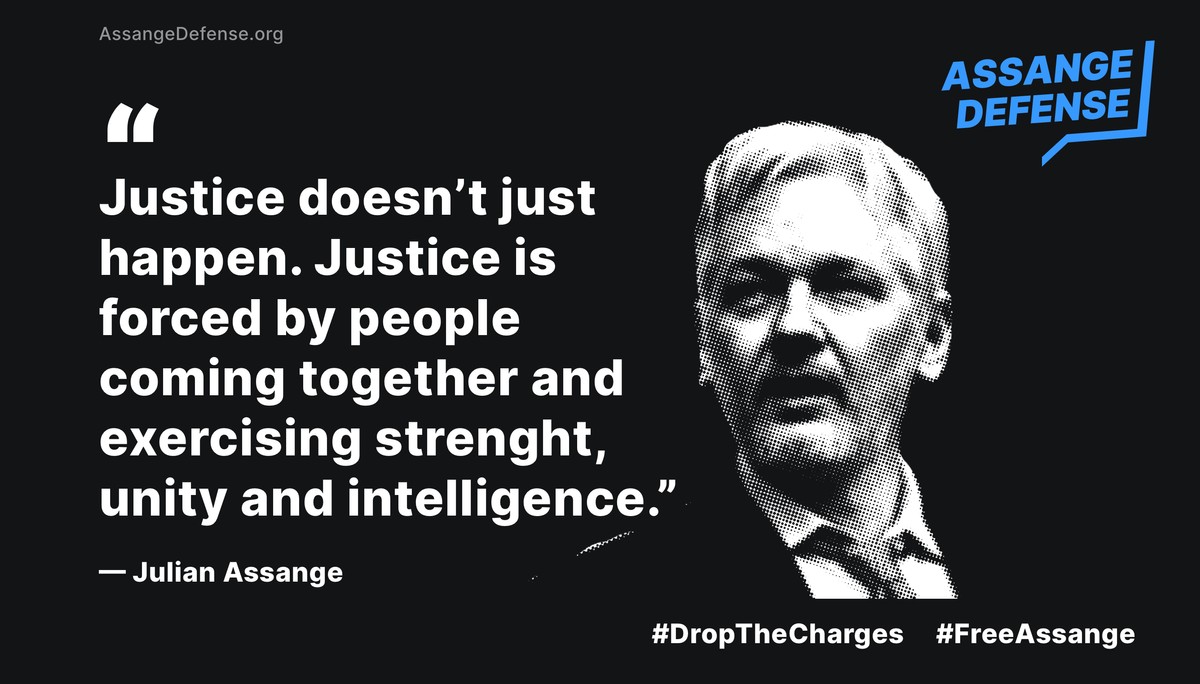 AssangeDefense.org
ASSANGE
DEFENSE
“
Justice doesn’t just
happen. Justice is
forced by people
coming together and
exercising strenght,
unity and intelligence.”
— Julian Assange
#DropTheCharges #FreeAssange